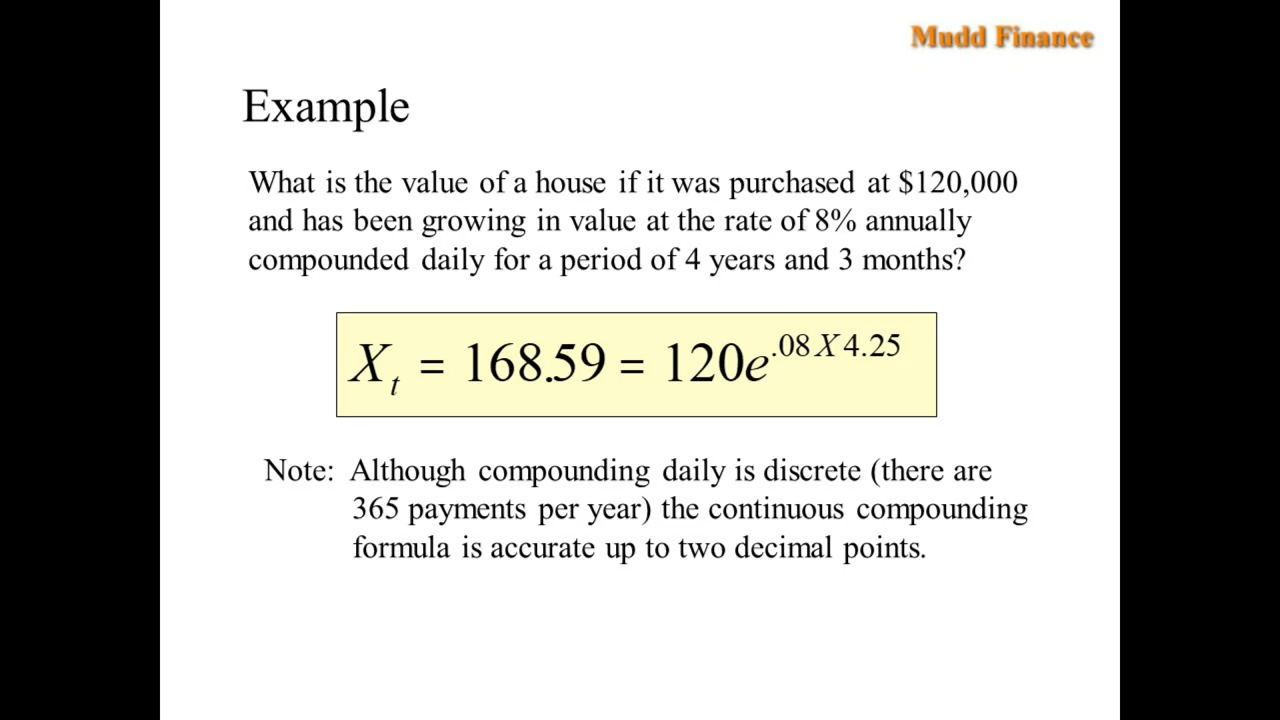 Mudd Finance
Example
What is the value of a house if it was purchased at $120,000
and has been growing in value at the rate of 8% annually
compounded daily for a period of 4 years and 3 months?
X_t = 168.59 = 120e^{.08 X 4.25}
Note: Although compounding daily is discrete (there are
365 payments per year) the continuous compounding
formula is accurate up to two decimal points.